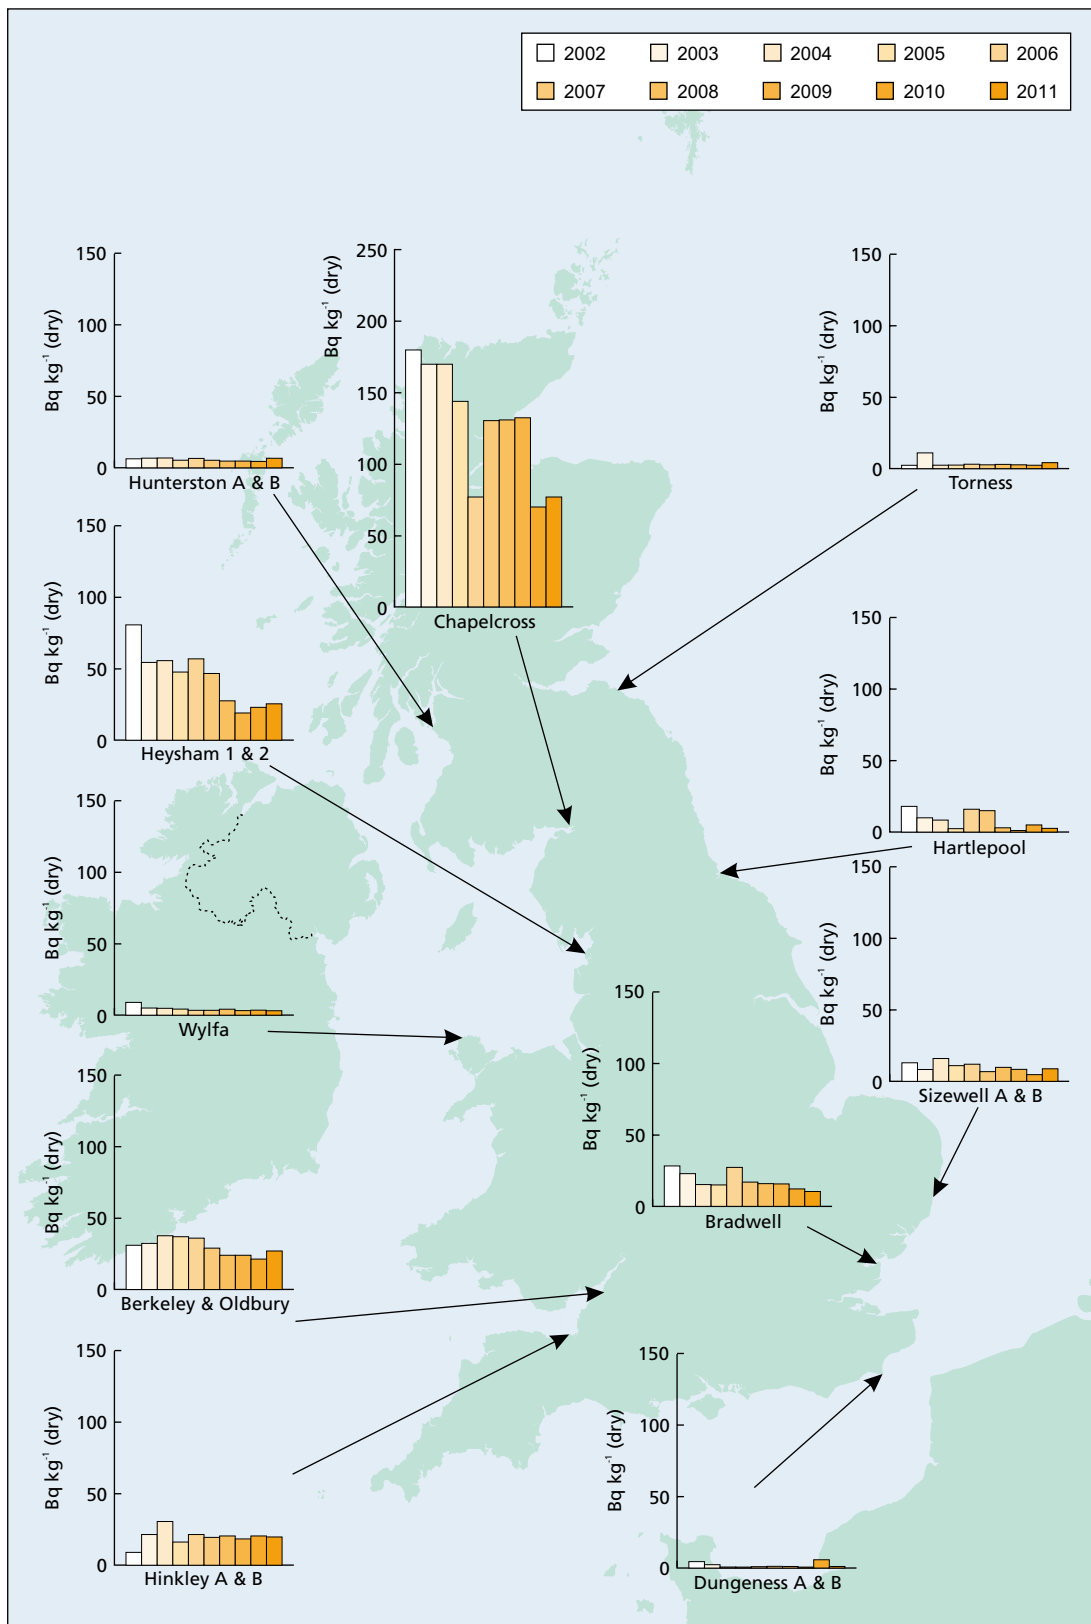 2002 2003 2004 2005 2006
2007 2008 2009 2010 2011
150
100
50
0
Bq kg⁻¹ (dry)
Hunterston A & B
250
200
150
100
50
0
Bq kg⁻¹ (dry)
Chapelcross
150
100
50
0
Bq kg⁻¹ (dry)
Torness
150
100
50
0
Bq kg⁻¹ (dry)
Heysham 1 & 2
150
100
50
0
Bq kg⁻¹ (dry)
Hartlepool
150
100
50
0
Bq kg⁻¹ (dry)
Wylfa
150
100
50
0
Bq kg⁻¹ (dry)
Sizewell A & B
150
100
50
0
Bq kg⁻¹ (dry)
Bradwell
150
100
50
0
Bq kg⁻¹ (dry)
Berkeley & Oldbury
150
100
50
0
Bq kg⁻¹ (dry)
Hinkley A & B
150
100
50
0
Bq kg⁻¹ (dry)
Dungeness A & B